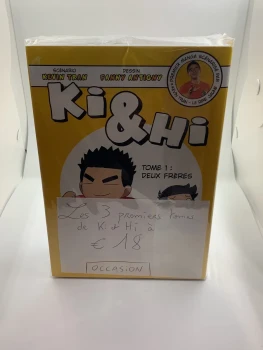 SCÉNARIO
DESSIN
KEVIN TRAN
FANNY ANTIGNY
Ki & Hi
TOME 1 :
DEUX FRÈRES
Les 3 premiers tomes
de Ki & Hi à
€ 18
OCCASION